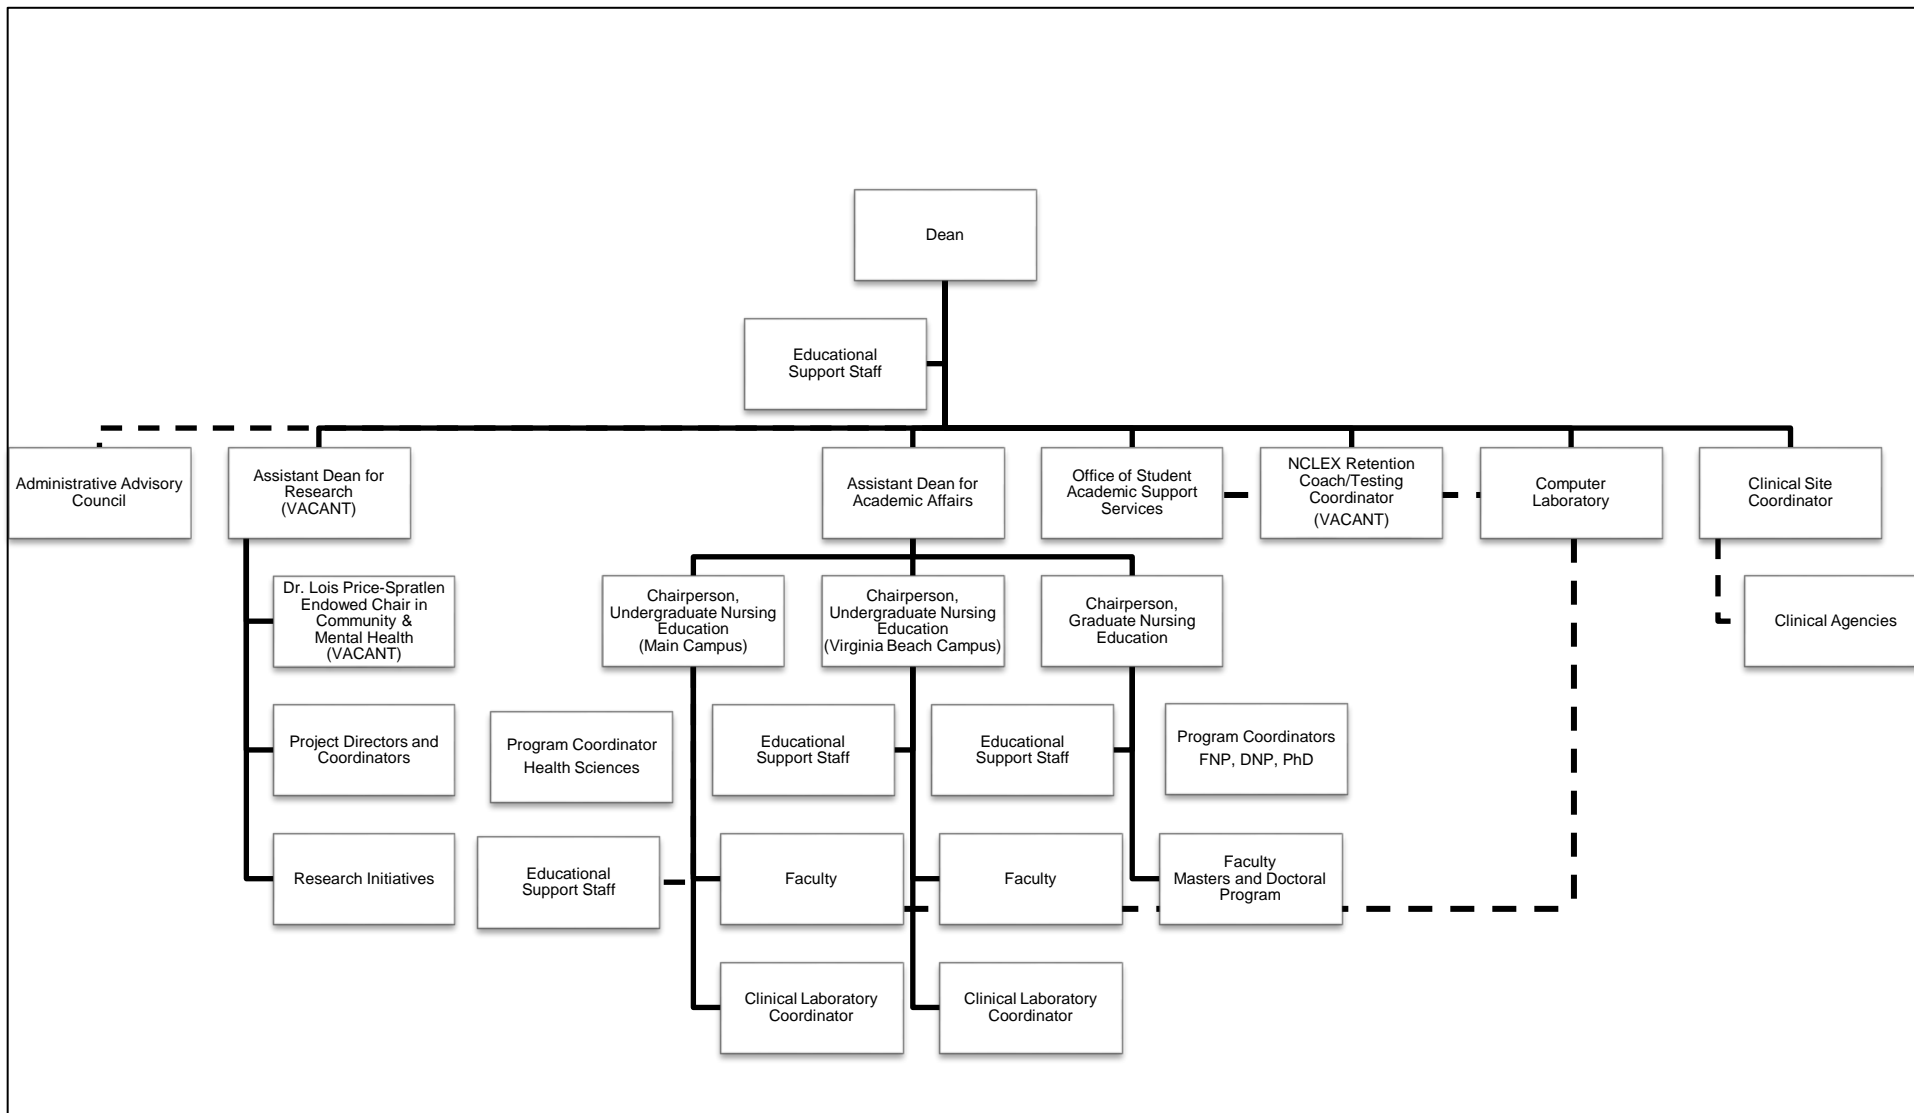 Dean
Educational
Support Staff
Administrative Advisory
Council
Assistant Dean for
Research
(VACANT)
Assistant Dean for
Academic Affairs
Office of Student
Academic Support
Services
NCLEX Retention
Coach/Testing
Coordinator
(VACANT)
Computer
Laboratory
Clinical Site
Coordinator
Dr. Lois Price-Spratlen
Endowed Chair in
Community &
Mental Health
(VACANT)
Chairperson,
Undergraduate Nursing
Education
(Main Campus)
Chairperson,
Undergraduate Nursing
Education
(Virginia Beach Campus)
Chairperson,
Graduate Nursing
Education
Clinical Agencies
Project Directors and
Coordinators
Program Coordinator
Health Sciences
Educational
Support Staff
Educational
Support Staff
Program Coordinators
FNP, DNP, PhD
Research Initiatives
Educational
Support Staff
Faculty
Faculty
Faculty
Masters and Doctoral
Program
Clinical Laboratory
Coordinator
Clinical Laboratory
Coordinator